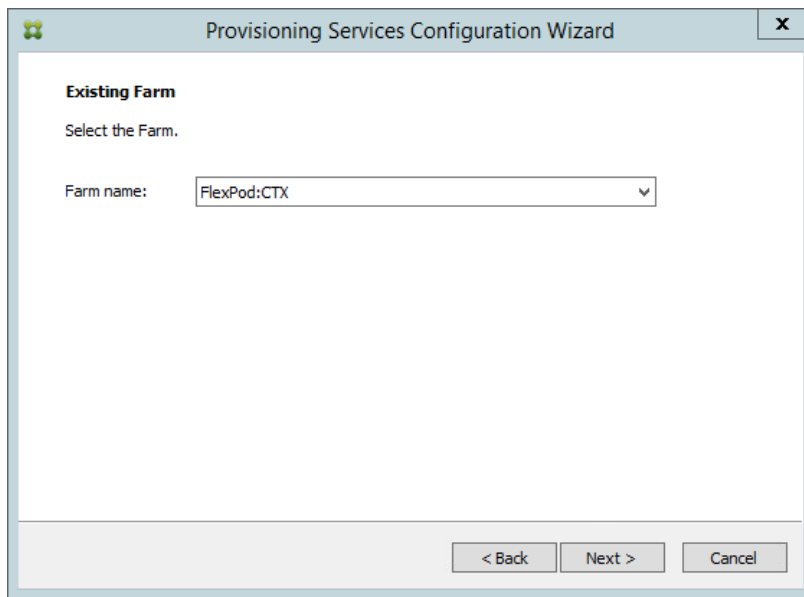 Provisioning Services Configuration Wizard
x
Existing Farm
Select the Farm.
Farm name: FlexPod:CTX
< Back Next > Cancel